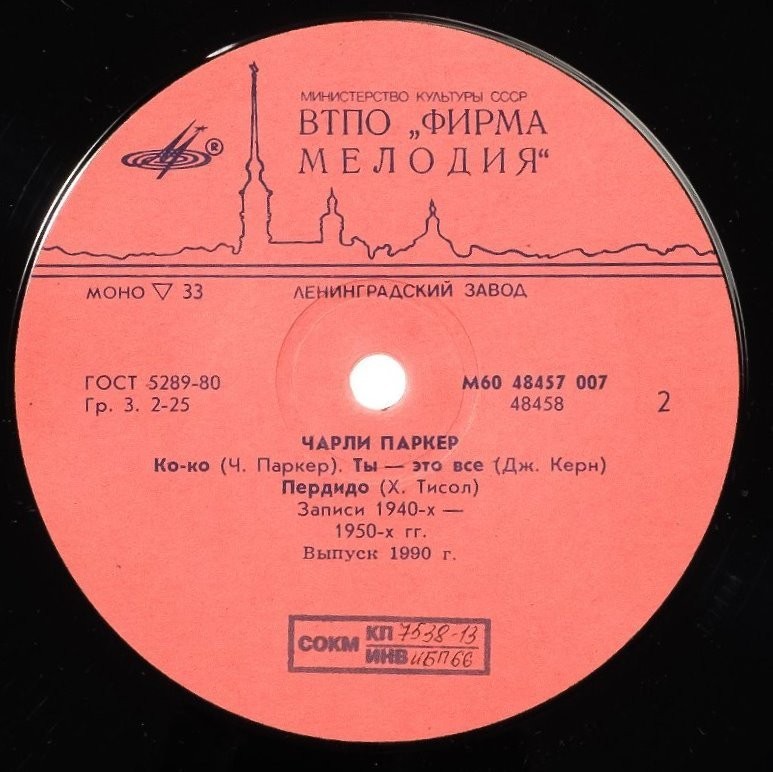 МИНИСТЕРСТВО КУЛЬТУРЫ СССР
ВТПО „ФИРМА
МЕЛОДИЯ“
®
МОНО ▽ 33 ЛЕНИНГРАДСКИЙ ЗАВОД
ГОСТ 5289-80 М60 48457 007
Гр. 3. 2-25 48458 2
ЧАРЛИ ПАРКЕР
Ко-ко (Ч. Паркер). Ты — это все (Дж. Керн)
Пердидо (Х. Тисол)
Записи 1940-х —
1950-х гг.
Выпуск 1990 г.
СОКМ КП 7538-13
ИНВ ИБП66